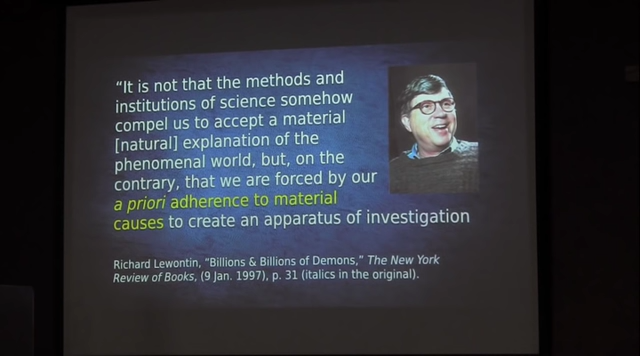 “It is not that the methods and
institutions of science somehow
compel us to accept a material
[natural] explanation of the
phenomenal world, but, on the
contrary, that we are forced by our
a priori adherence to material
causes to create an apparatus of investigation
Richard Lewontin, “Billions & Billions of Demons,” The New York
Review of Books, (9 Jan. 1997), p. 31 (italics in the original).